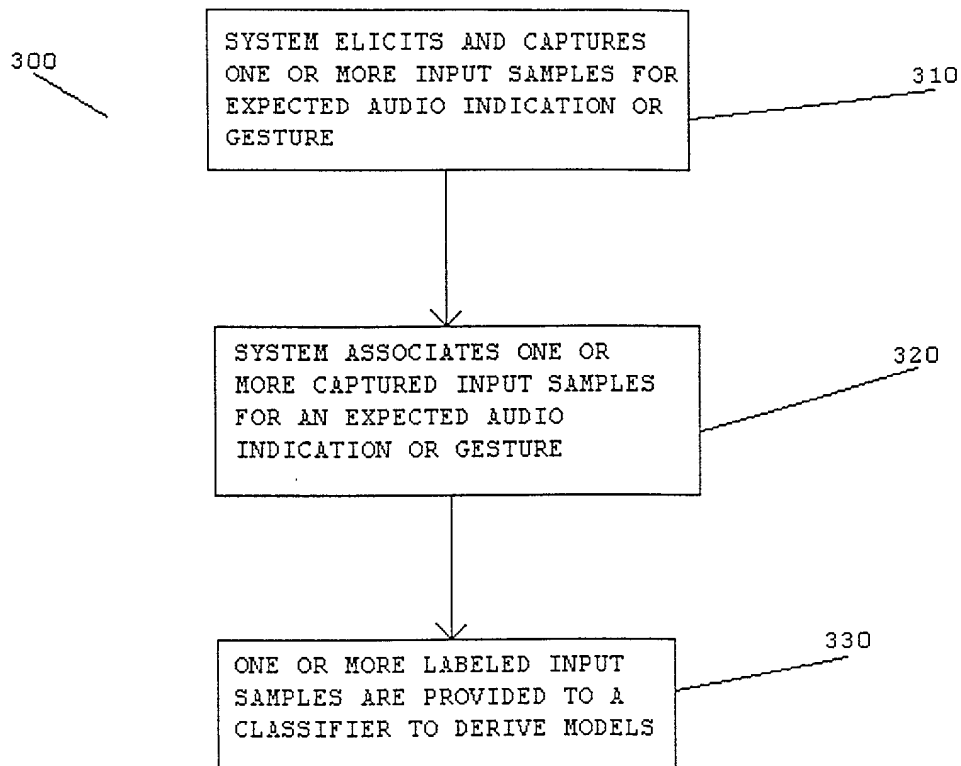 300
SYSTEM ELICITS AND CAPTURES
ONE OR MORE INPUT SAMPLES FOR
EXPECTED AUDIO INDICATION OR
GESTURE
310
SYSTEM ASSOCIATES ONE OR
MORE CAPTURED INPUT SAMPLES
FOR AN EXPECTED AUDIO
INDICATION OR GESTURE
320
ONE OR MORE LABELED INPUT
SAMPLES ARE PROVIDED TO A
CLASSIFIER TO DERIVE MODELS
330